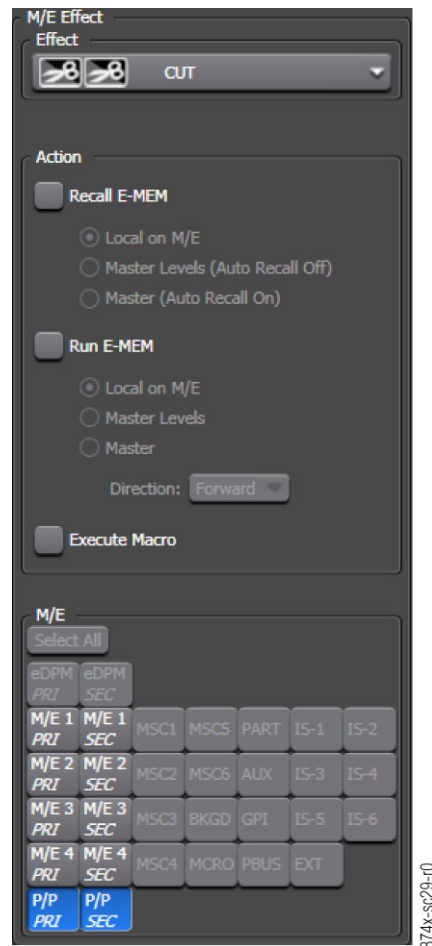 M/E Effect
Effect
CUT
Action
Recall E-MEM
Local on M/E
Master Levels (Auto Recall Off)
Master (Auto Recall On)
Run E-MEM
Local on M/E
Master Levels
Master
Direction: Forward
Execute Macro
M/E
Select All
eDPM PRI eDPM SEC
M/E 1 PRI M/E 1 SEC MSC1 MSC5 PART IS-1 IS-2
M/E 2 PRI M/E 2 SEC MSC2 MSC6 AUX IS-3 IS-4
M/E 3 PRI M/E 3 SEC MSC3 BKGD GPI IS-5 IS-6
M/E 4 PRI M/E 4 SEC MSC4 MCRO PBUS EXT
P/P PRI P/P SEC
374x-sc29-r0